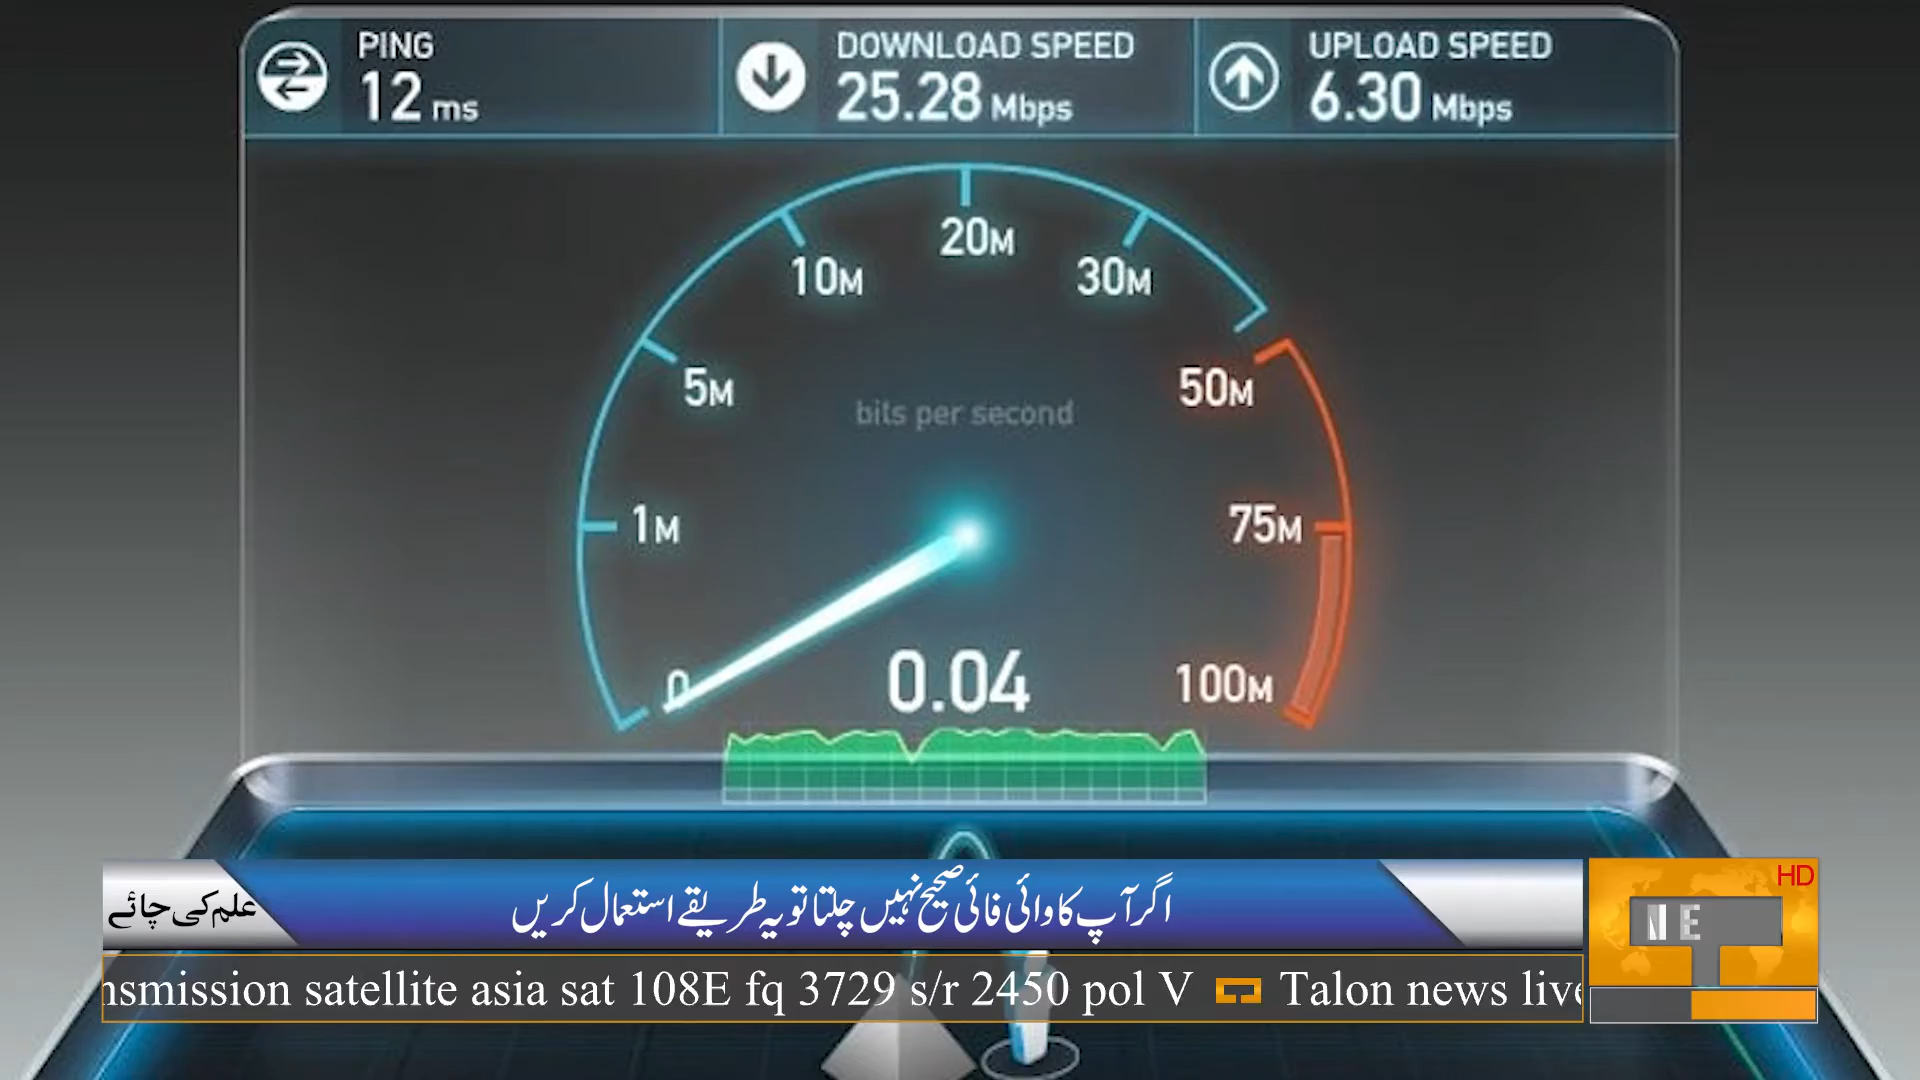 PING
12 ms
DOWNLOAD SPEED
25.28 Mbps
UPLOAD SPEED
6.30 Mbps
20M
10M
30M
5M
50M
bits per second
1M
75M
0
0.04
100M
HD
علم کی چائے
اگر آپ کا وائی فائی صحیح نہیں چلتا تو یہ طریقے استعمال کریں
NE
nsmission satellite asia sat 108E fq 3729 s/r 2450 pol V
Talon news live